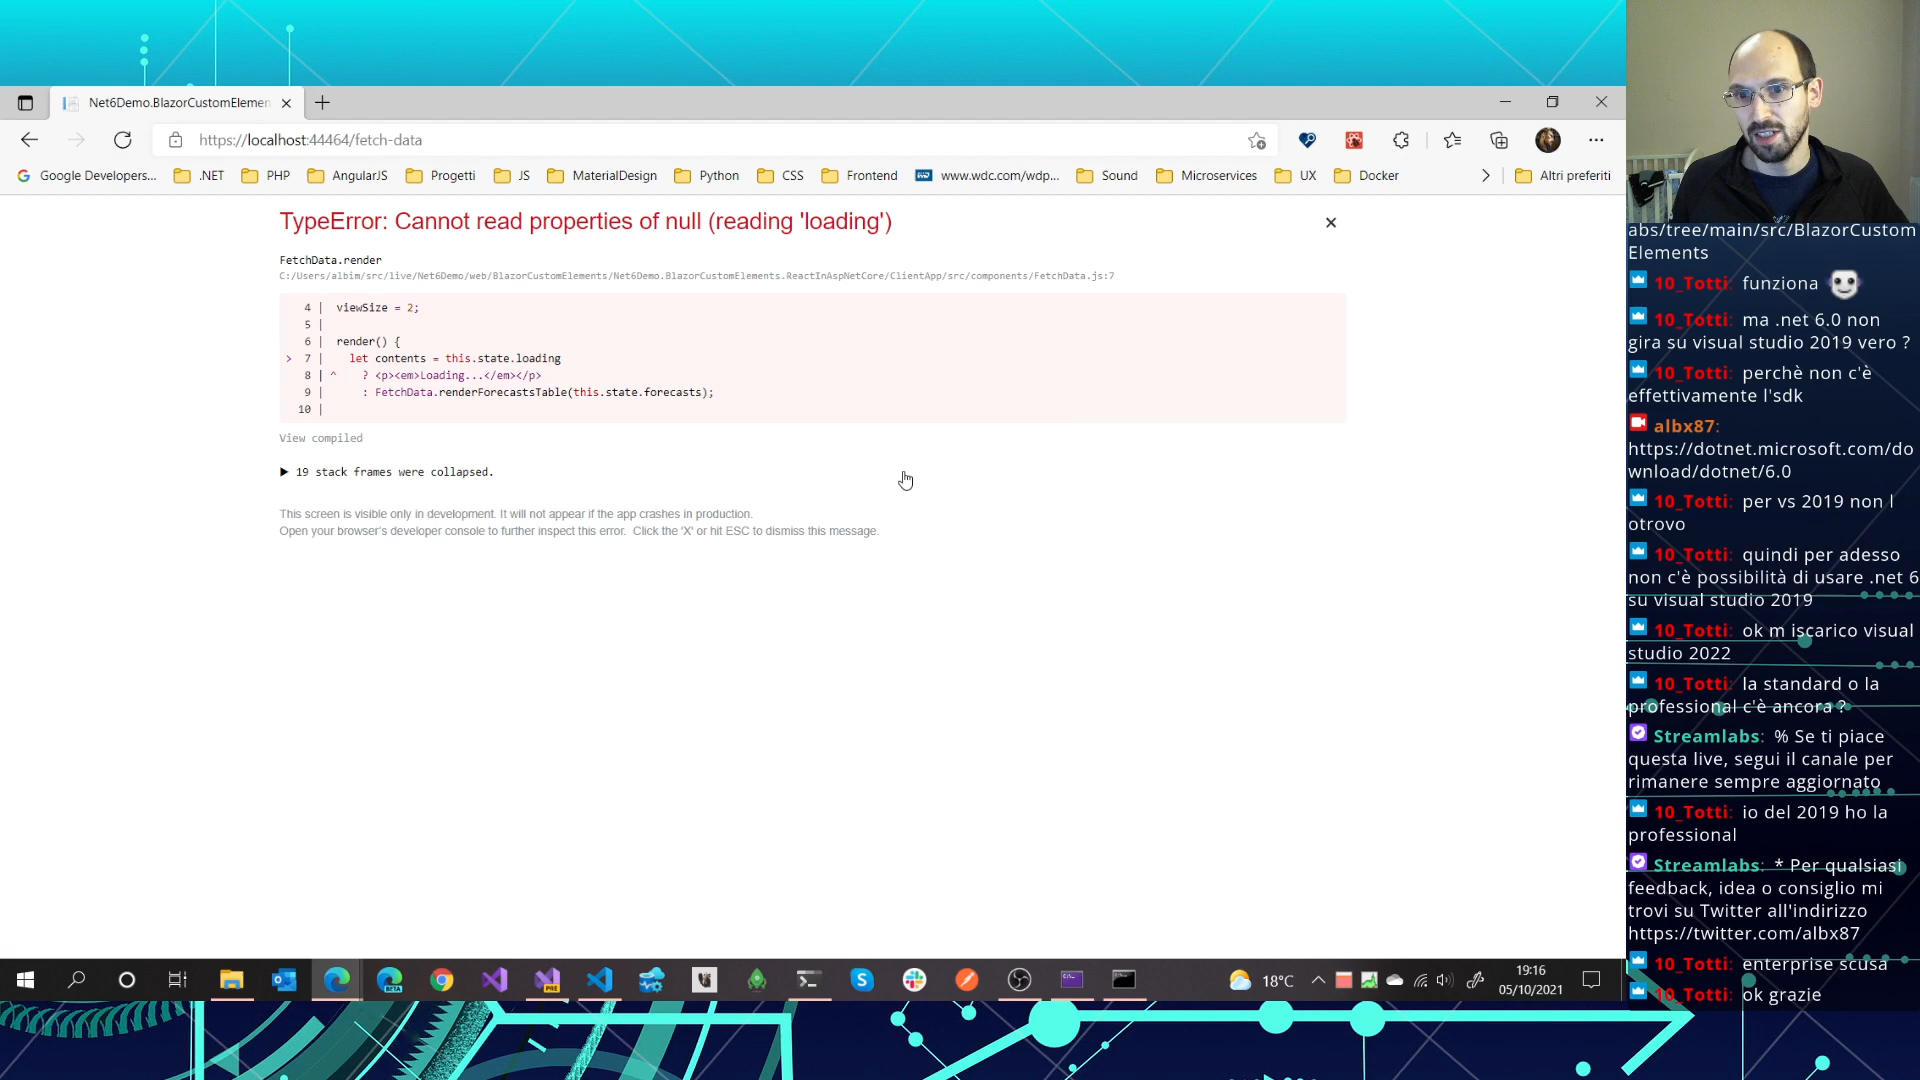 Net6Demo.BlazorCustomElemen
https://localhost:44464/fetch-data
Google Developers...
.NET
PHP
AngularJS
Progetti
JS
MaterialDesign
Python
CSS
Frontend
www.wdc.com/wdp...
Sound
Microservices
UX
Docker
Altri preferiti
TypeError: Cannot read properties of null (reading 'loading')
FetchData.render
C:/Users/albim/src/live/Net6Demo/web/BlazorCustomElements/Net6Demo.BlazorCustomElements.ReactInAspNetCore/ClientApp/src/components/FetchData.js:7
4 | viewSize = 2;
5 |
6 | render() {
> 7 | let contents = this.state.loading
8 | ^ ? <p><em>Loading...</em></p>
9 | : FetchData.renderForecastsTable(this.state.forecasts);
10 |
View compiled
▶ 19 stack frames were collapsed.
This screen is visible only in development. It will not appear if the app crashes in production.
Open your browser's developer console to further inspect this error. Click the 'X' or hit ESC to dismiss this message.
abs/tree/main/src/BlazorCustom
Elements
10_Totti: funziona
10_Totti: ma .net 6.0 non
gira su visual studio 2019 vero ?
10_Totti: perchè non c'è
effettivamente l'sdk
albx87:
https://dotnet.microsoft.com/do
wnload/dotnet/6.0
10_Totti: per vs 2019 non l
otrovo
10_Totti: quindi per adesso
non c'è possibilità di usare .net 6
su visual studio 2019
10_Totti: ok m iscarico visual
studio 2022
10_Totti: la standard o la
professional c'è ancora ?
Streamlabs: % Se ti piace
questa live, segui il canale per
rimanere sempre aggiornato
10_Totti: io del 2019 ho la
professional
Streamlabs: * Per qualsiasi
feedback, idea o consiglio mi
trovi su Twitter all'indirizzo
https://twitter.com/albx87
10_Totti: enterprise scusa
10_Totti: ok grazie
BETA
PRE
18°C
19:16
05/10/2021